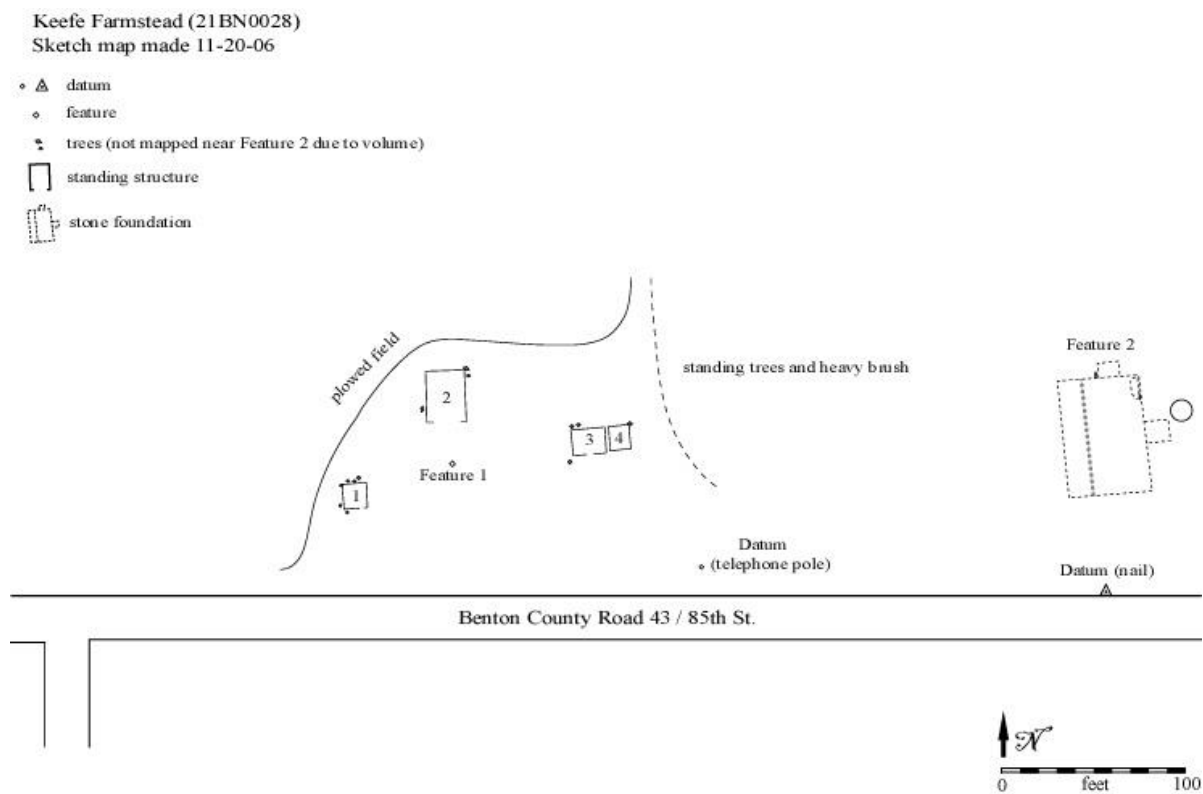 Keefe Farmstead (21BN0028)
Sketch map made 11-20-06
datum
feature
trees (not mapped near Feature 2 due to volume)
standing structure
stone foundation
plowed field
standing trees and heavy brush
Feature 2
2
3
4
Feature 1
1
Datum
(telephone pole)
Datum (nail)
Benton County Road 43 / 85th St.
N
0 feet 100